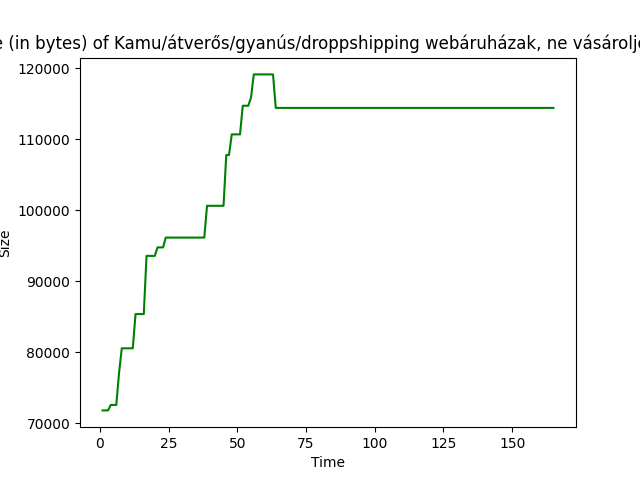 (in bytes) of Kamu/átverős/gyanús/droppshipping webáruházak, ne
120000
110000
100000
90000
80000
70000
Size
0 25 50 75 100 125 150
Time